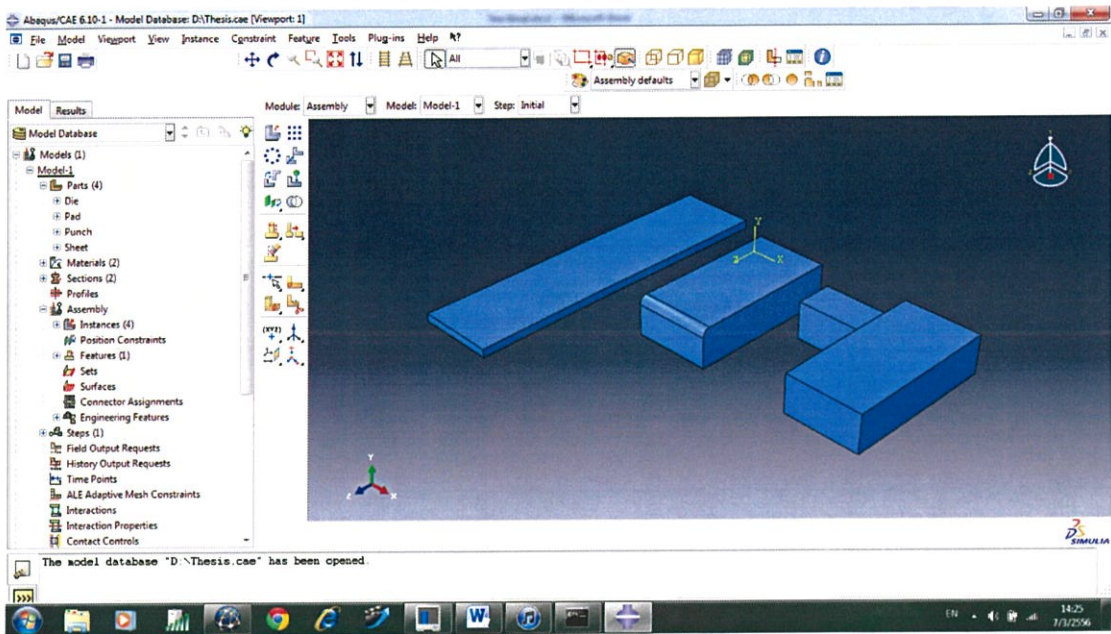 Abaqus/CAE 6.10-1 - Model Database: D:\Thesis.cae [Viewport: 1]
File Model Viewport View Instance Constraint Feature Tools Plug-ins Help
All
Assembly defaults
Model Results
Module: Assembly Model: Model-1 Step: Initial
Model Database
Models (1)
Model-1
Parts (4)
Die
Pad
Punch
Sheet
Materials (2)
Sections (2)
Profiles
Assembly
Instances (4)
Position Constraints
Features (1)
Sets
Surfaces
Connector Assignments
Engineering Features
Steps (1)
Field Output Requests
History Output Requests
Time Points
ALE Adaptive Mesh Constraints
Interactions
Interaction Properties
Contact Controls
(XYZ)
Y
Z X
Y
Z X
SIMULIA
The model database "D:\Thesis.cae" has been opened.
>>>
W
EN
14:25
7/3/2556